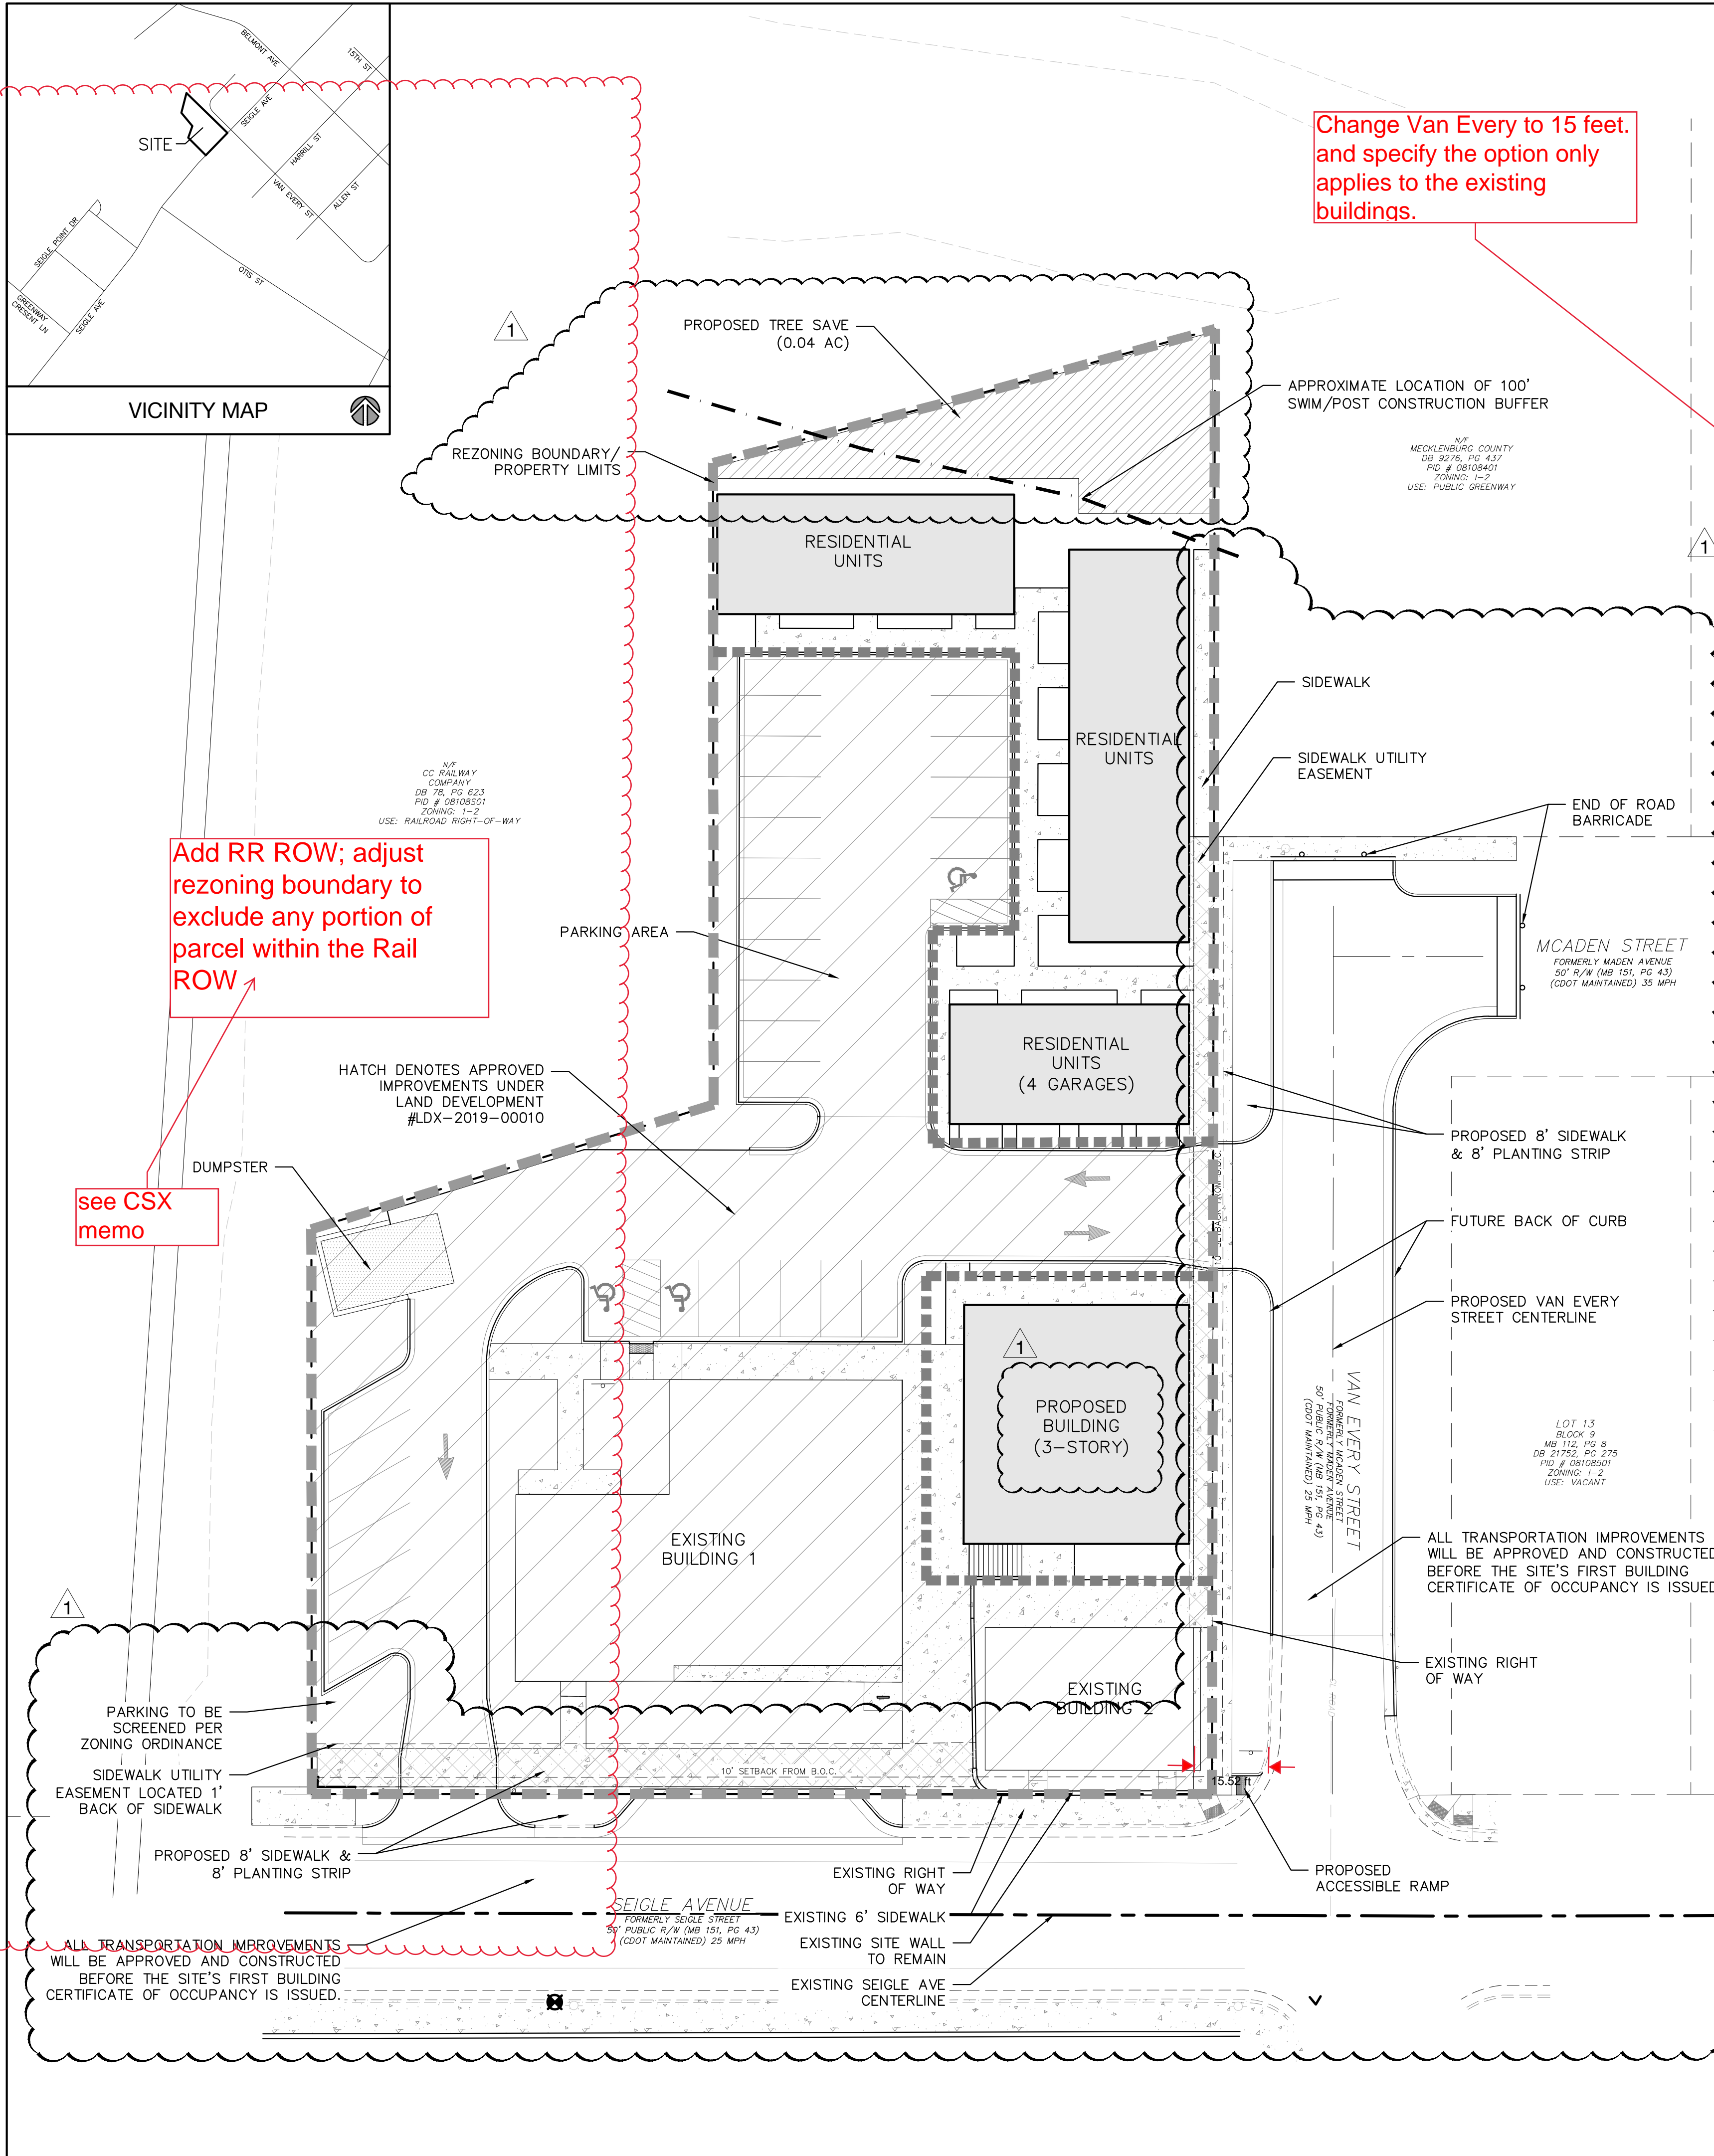 BELMONT AVE
15TH ST
SEIGLE AVE
SITE
HARRILL ST
VAN EVERY ST
ALLEN ST
SEIGLE POINT DR
OTIS ST
GREENWAY
CRESENT LN
SEIGLE AVE
VICINITY MAP
Change Van Every to 15 feet.
and specify the option only
applies to the existing
buildings.
1
PROPOSED TREE SAVE
(0.04 AC)
APPROXIMATE LOCATION OF 100'
SWIM/POST CONSTRUCTION BUFFER
REZONING BOUNDARY/
PROPERTY LIMITS
N/F
MECKLENBURG COUNTY
DB 9276, PG 437
PID # 08108401
ZONING: I-2
USE: PUBLIC GREENWAY
1
RESIDENTIAL
UNITS
SIDEWALK
RESIDENTIAL
UNITS
SIDEWALK UTILITY
EASEMENT
N/F
CC RAILWAY
COMPANY
DB 78, PG 623
PID # 08108S01
ZONING: 1-2
USE: RAILROAD RIGHT-OF-WAY
END OF ROAD
BARRICADE
Add RR ROW; adjust
rezoning boundary to
exclude any portion of
parcel within the Rail
ROW
PARKING AREA
MCADEN STREET
FORMERLY MADEN AVENUE
50' R/W (MB 151, PG 43)
(CDOT MAINTAINED) 35 MPH
RESIDENTIAL
UNITS
(4 GARAGES)
HATCH DENOTES APPROVED
IMPROVEMENTS UNDER
LAND DEVELOPMENT
#LDX-2019-00010
PROPOSED 8' SIDEWALK
& 8' PLANTING STRIP
DUMPSTER
see CSX
memo
10' SETBACK FROM B.O.C.
FUTURE BACK OF CURB
PROPOSED VAN EVERY
STREET CENTERLINE
1
PROPOSED
BUILDING
(3-STORY)
VAN EVERY STREET
FORMERLY MCADEN STREET
FORMERLY MADEN AVENUE
50' PUBLIC R/W (MB 151, PG 43)
(CDOT MAINTAINED) 25 MPH
LOT 13
BLOCK 9
MB 112, PG 8
DB 21752, PG 275
PID # 08108501
ZONING: I-2
USE: VACANT
EXISTING
BUILDING 1
ALL TRANSPORTATION IMPROVEMENTS
WILL BE APPROVED AND CONSTRUCTED
BEFORE THE SITE'S FIRST BUILDING
CERTIFICATE OF OCCUPANCY IS ISSUED
1
EXISTING RIGHT
OF WAY
EXISTING
BUILDING 2
PARKING TO BE
SCREENED PER
ZONING ORDINANCE
SIDEWALK UTILITY
EASEMENT LOCATED 1'
BACK OF SIDEWALK
10' SETBACK FROM B.O.C.
15.52 ft
PROPOSED 8' SIDEWALK &
8' PLANTING STRIP
EXISTING RIGHT
OF WAY
PROPOSED
ACCESSIBLE RAMP
SEIGLE AVENUE
FORMERLY SEIGLE STREET
50' PUBLIC R/W (MB 151, PG 43)
(CDOT MAINTAINED) 25 MPH
EXISTING 6' SIDEWALK
EXISTING SITE WALL
TO REMAIN
EXISTING SEIGLE AVE
CENTERLINE
ALL TRANSPORTATION IMPROVEMENTS
WILL BE APPROVED AND CONSTRUCTED
BEFORE THE SITE'S FIRST BUILDING
CERTIFICATE OF OCCUPANCY IS ISSUED.